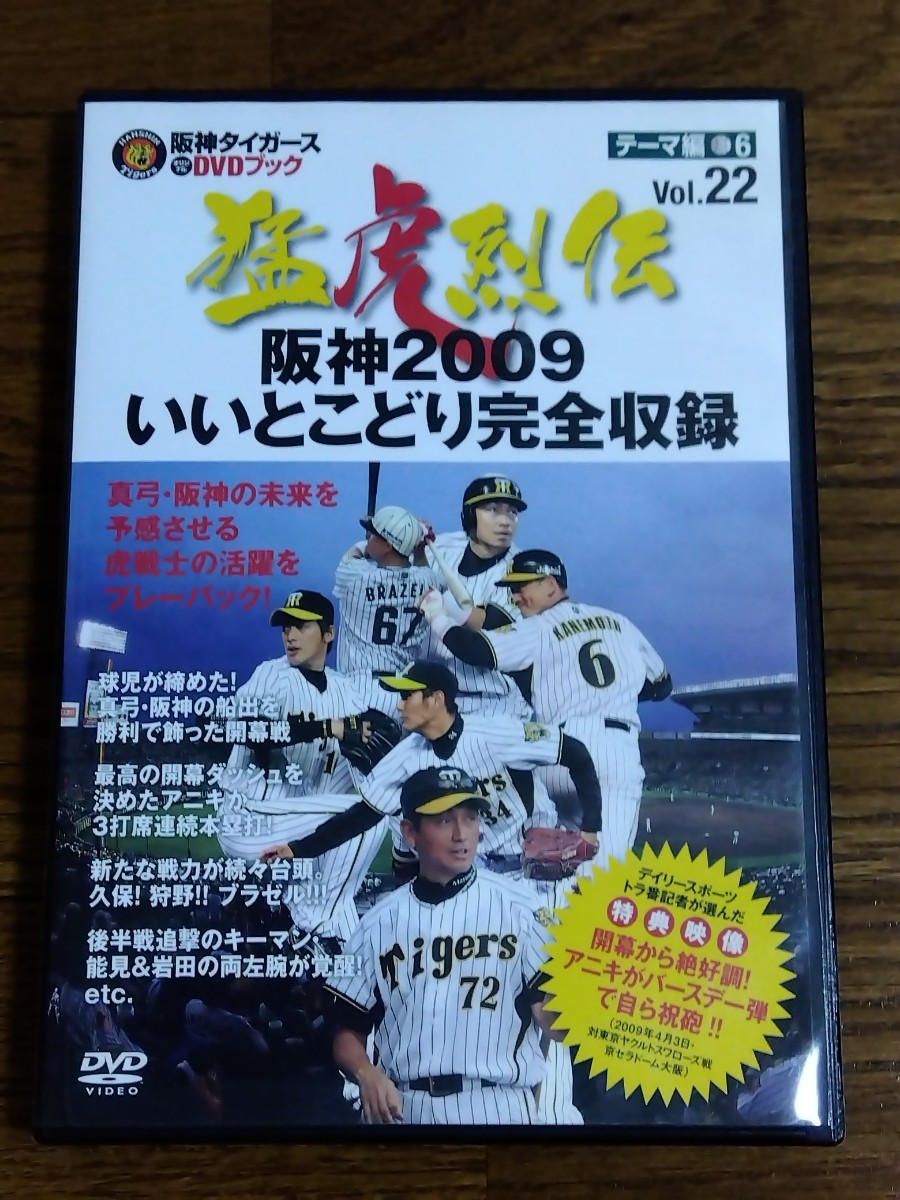 HANSHIN
Tigers
阪神タイガース
オリジナル DVDブック
テーマ編 6
Vol.22
猛虎烈伝
阪神2009
いいとこどり完全収録
真弓・阪神の未来を
予感させる
虎戦士の活躍を
プレーバック!
BRAZELL
67
KANEMOTO
6
球児が締めた!
真弓・阪神の船出を
勝利で飾った開幕戦
最高の開幕ダッシュを
決めたアニキが、
3打席連続本塁打!
新たな戦力が続々台頭。
久保! 狩野!! ブラゼル!!!
後半戦追撃のキーマン、
能見&岩田の両左腕が覚醒!
etc.
Tigers
72
デイリースポーツ
トラ番記者が選んだ
特典映像
開幕から絶好調!
アニキがバースデー弾
で自ら祝砲!!
(2009年4月3日・
対東京ヤクルトスワローズ戦
京セラドーム大阪)
DVD
VIDEO